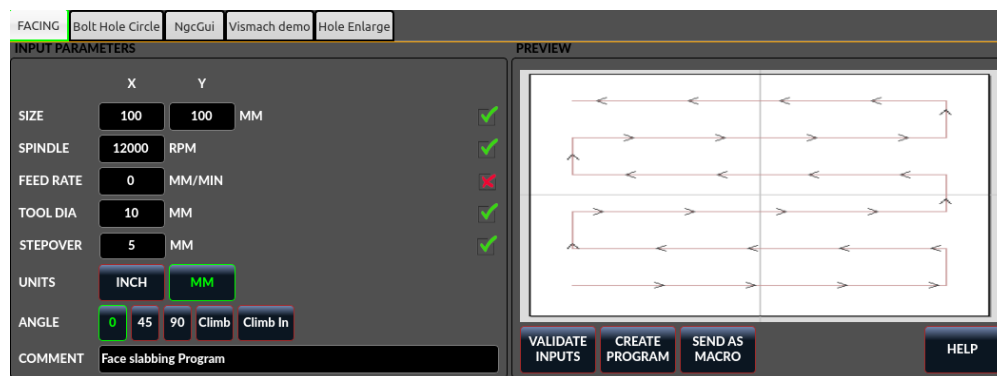 FACING Bolt Hole Circle NgcGui Vismach demo Hole Enlarge
INPUT PARAMETERS
X Y
SIZE 100 100 MM
SPINDLE 12000 RPM
FEED RATE 0 MM/MIN
TOOL DIA 10 MM
STEPOVER 5 MM
UNITS INCH MM
ANGLE 0 45 90 Climb Climb In
COMMENT Face slabbing Program
PREVIEW
VALIDATE INPUTS CREATE PROGRAM SEND AS MACRO HELP